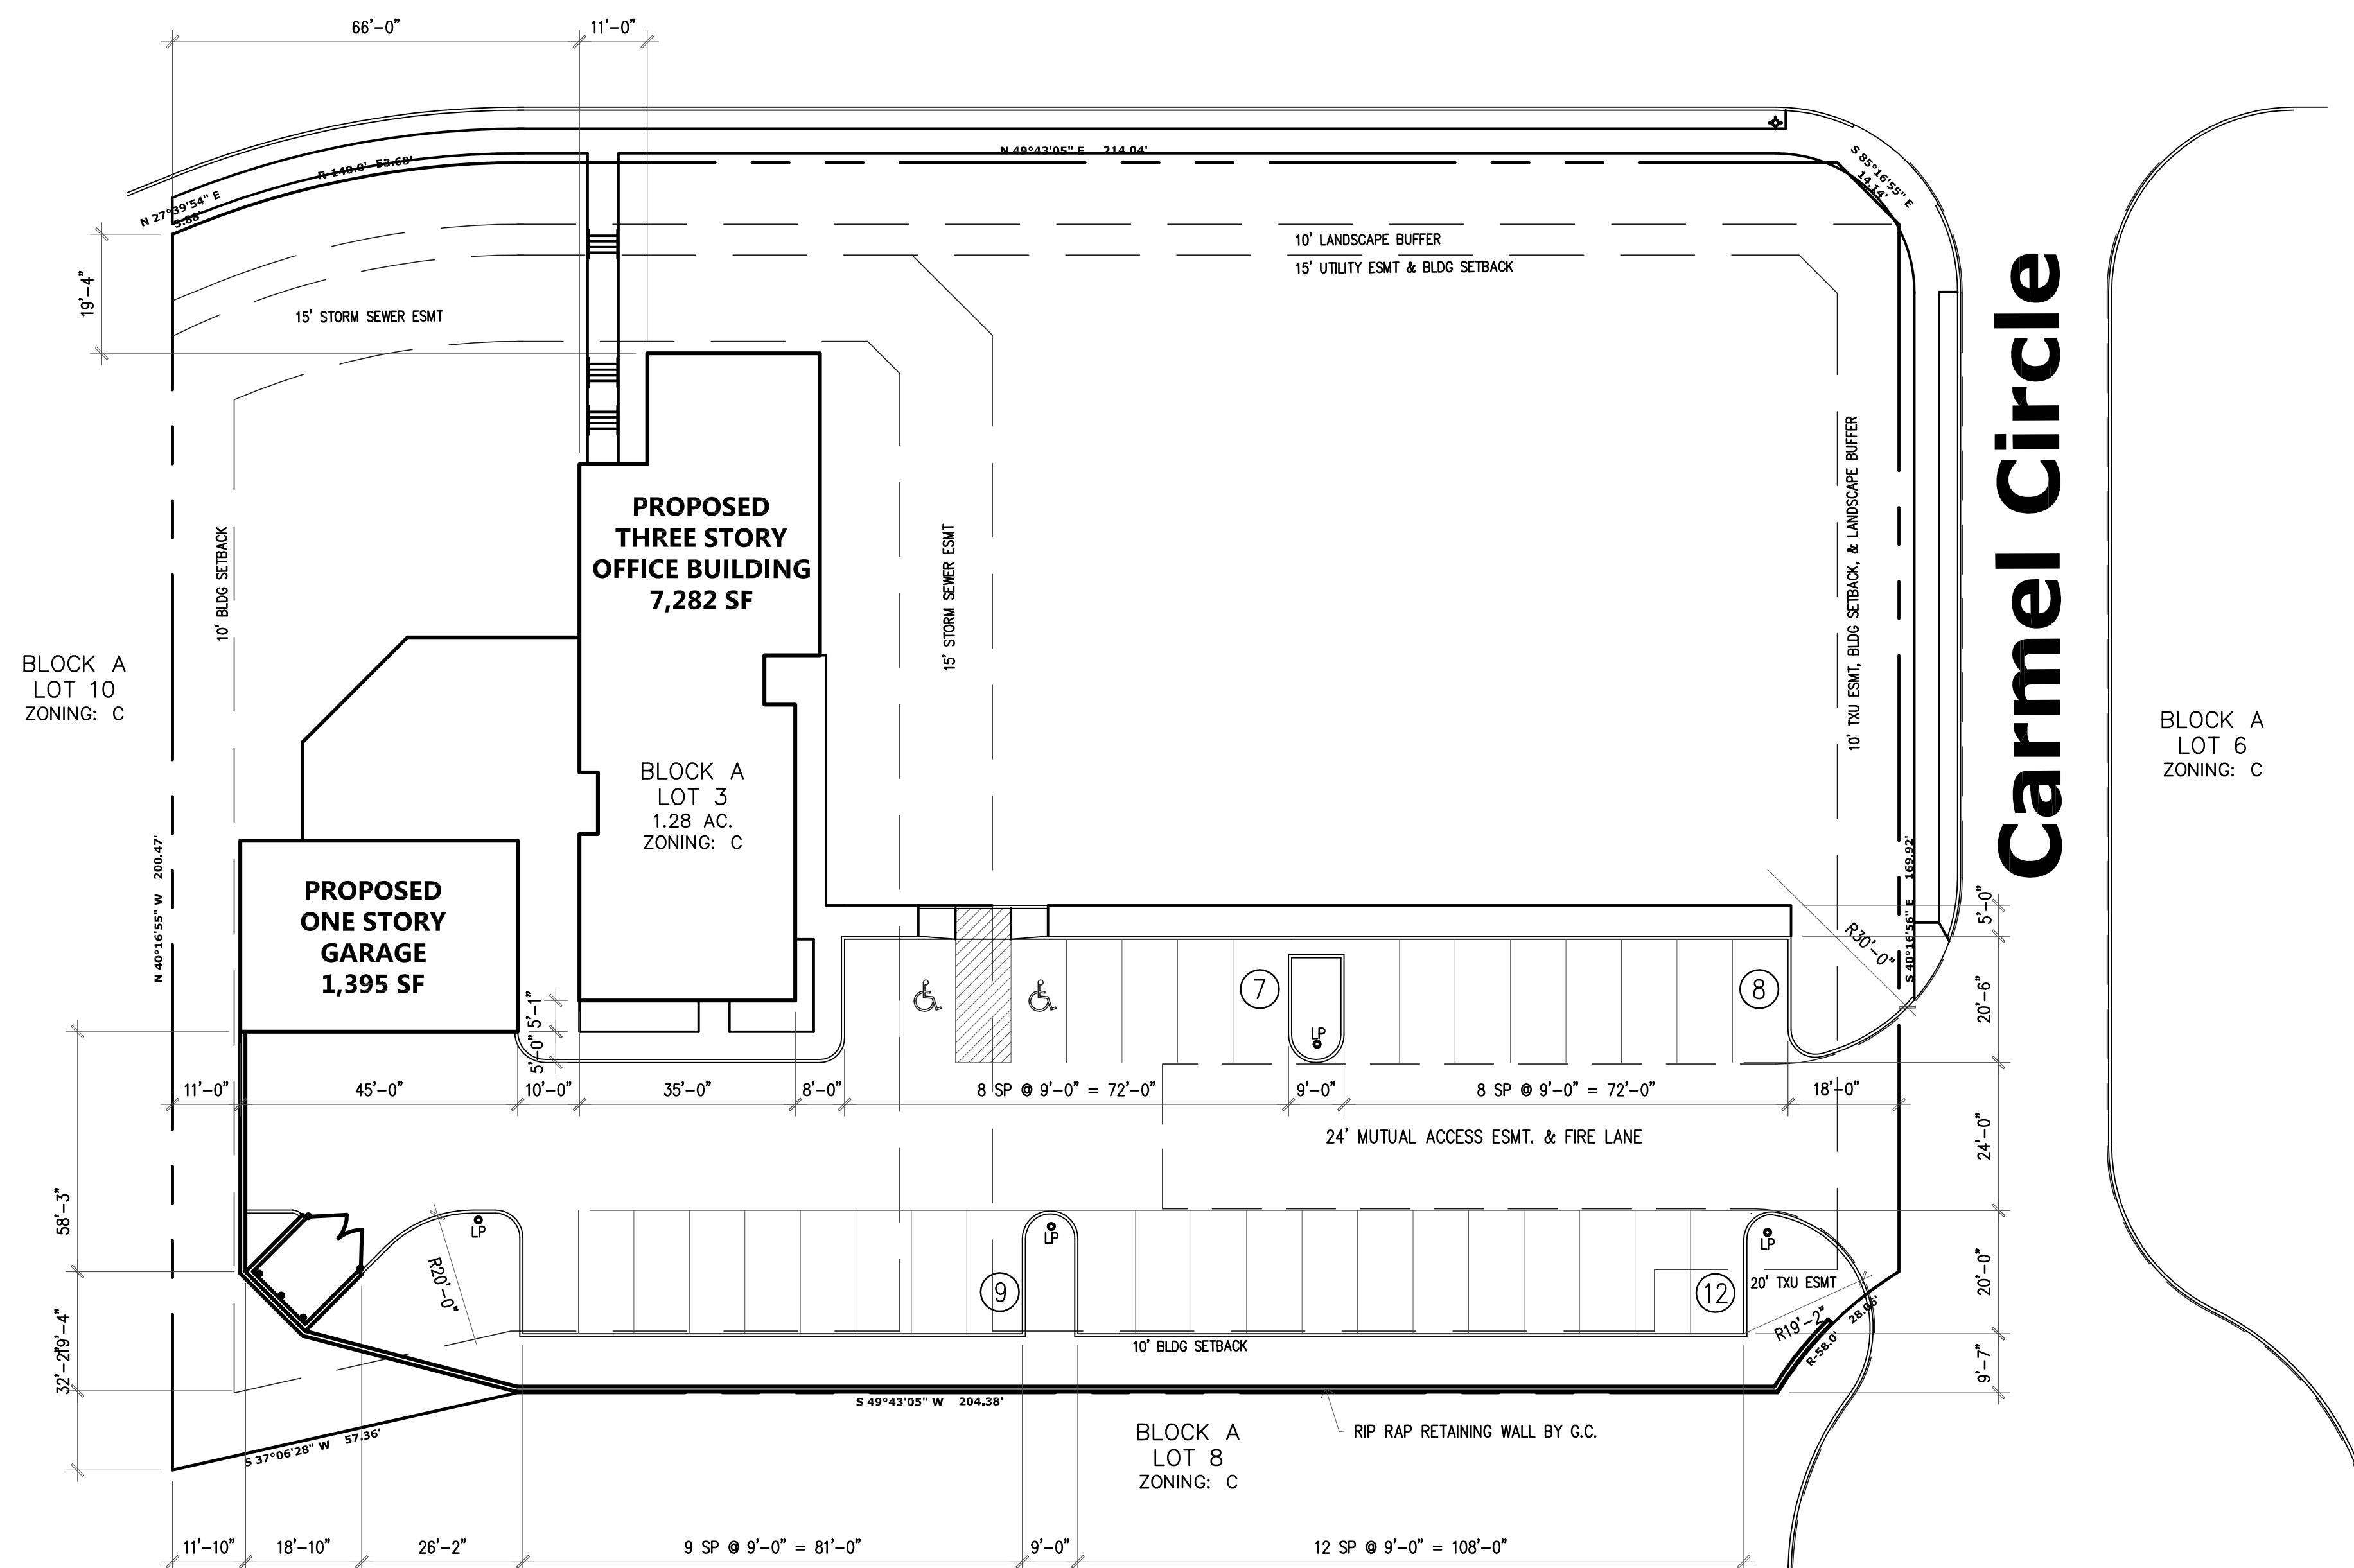 66'-0"
11'-0"
N 49°43'05" E 214.04'
R-140.0' 53.68'
N 27°39'54" E
3.88'
S 85°16'55" E
14.14'
10' LANDSCAPE BUFFER
15' UTILITY ESMT & BLDG SETBACK
19'-4"
15' STORM SEWER ESMT
10' BLDG SETBACK
PROPOSED
THREE STORY
OFFICE BUILDING
7,282 SF
15' STORM SEWER ESMT
10' TXU ESMT, BLDG SETBACK, & LANDSCAPE BUFFER
Carmel Circle
BLOCK A
LOT 10
ZONING: C
BLOCK A
LOT 6
ZONING: C
BLOCK A
LOT 3
1.28 AC.
ZONING: C
N 40°16'55" W 200.47'
PROPOSED
ONE STORY
GARAGE
1,395 SF
S 40°16'56" E 169.92'
5'-0"
R30'-0"
20'-6"
7
8
LP
5'-1"
5'-0"
11'-0"
45'-0"
10'-0"
35'-0"
8'-0"
8 SP @ 9'-0" = 72'-0"
9'-0"
8 SP @ 9'-0" = 72'-0"
18'-0"
24' MUTUAL ACCESS ESMT. & FIRE LANE
24'-0"
58'-3"
LP
LP
LP
R20'-0"
9
12
20' TXU ESMT
20'-0"
R19'-2"
28.06'
R-58.0'
19'-4"
32'-2"
10' BLDG SETBACK
9'-7"
S 49°43'05" W 204.38'
S 37°06'28" W 57.36'
RIP RAP RETAINING WALL BY G.C.
BLOCK A
LOT 8
ZONING: C
11'-10"
18'-10"
26'-2"
9 SP @ 9'-0" = 81'-0"
9'-0"
12 SP @ 9'-0" = 108'-0"